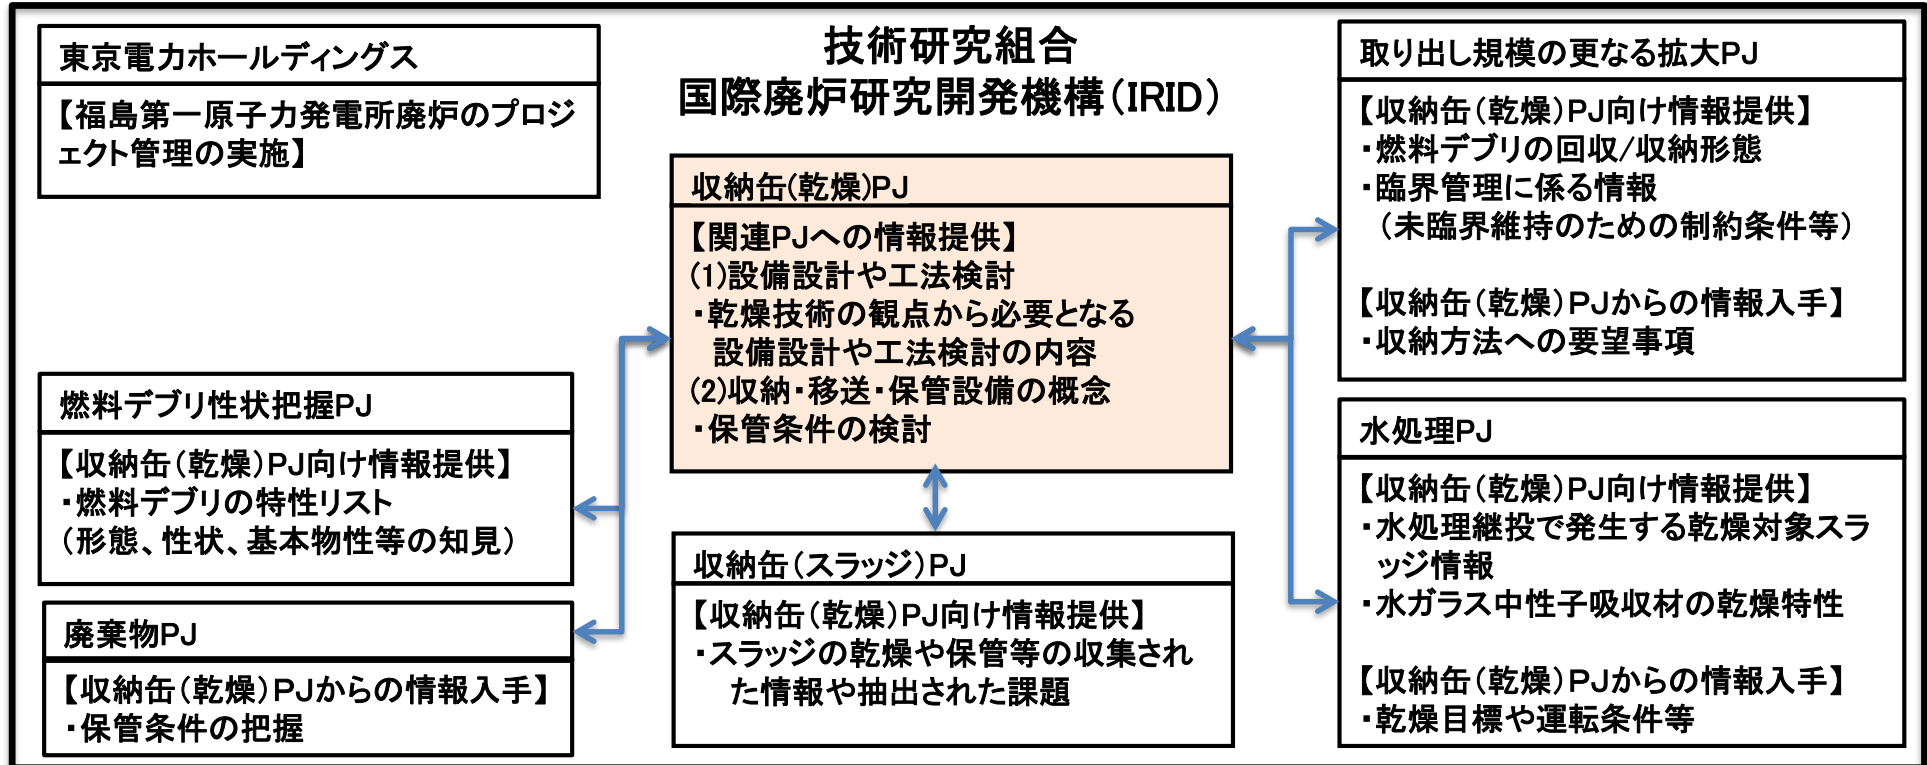 技術研究組合
国際廃炉研究開発機構(IRID)
東京電力ホールディングス
【福島第一原子力発電所廃炉のプロジ
ェクト管理の実施】
燃料デブリ性状把握PJ
【収納缶(乾燥)PJ向け情報提供】
・燃料デブリの特性リスト
(形態、性状、基本物性等の知見)
廃棄物PJ
【収納缶(乾燥)PJからの情報入手】
・保管条件の把握
収納缶(乾燥)PJ
【関連PJへの情報提供】
(1)設備設計や工法検討
・乾燥技術の観点から必要となる
設備設計や工法検討の内容
(2)収納・移送・保管設備の概念
・保管条件の検討
収納缶(スラッジ)PJ
【収納缶(乾燥)PJ向け情報提供】
・スラッジの乾燥や保管等の収集され
た情報や抽出された課題
取り出し規模の更なる拡大PJ
【収納缶(乾燥)PJ向け情報提供】
・燃料デブリの回収/収納形態
・臨界管理に係る情報
(未臨界維持のための制約条件等)
【収納缶(乾燥)PJからの情報入手】
・収納方法への要望事項
水処理PJ
【収納缶(乾燥)PJ向け情報提供】
・水処理継投で発生する乾燥対象スラ
ッジ情報
・水ガラス中性子吸収材の乾燥特性
【収納缶(乾燥)PJからの情報入手】
・乾燥目標や運転条件等